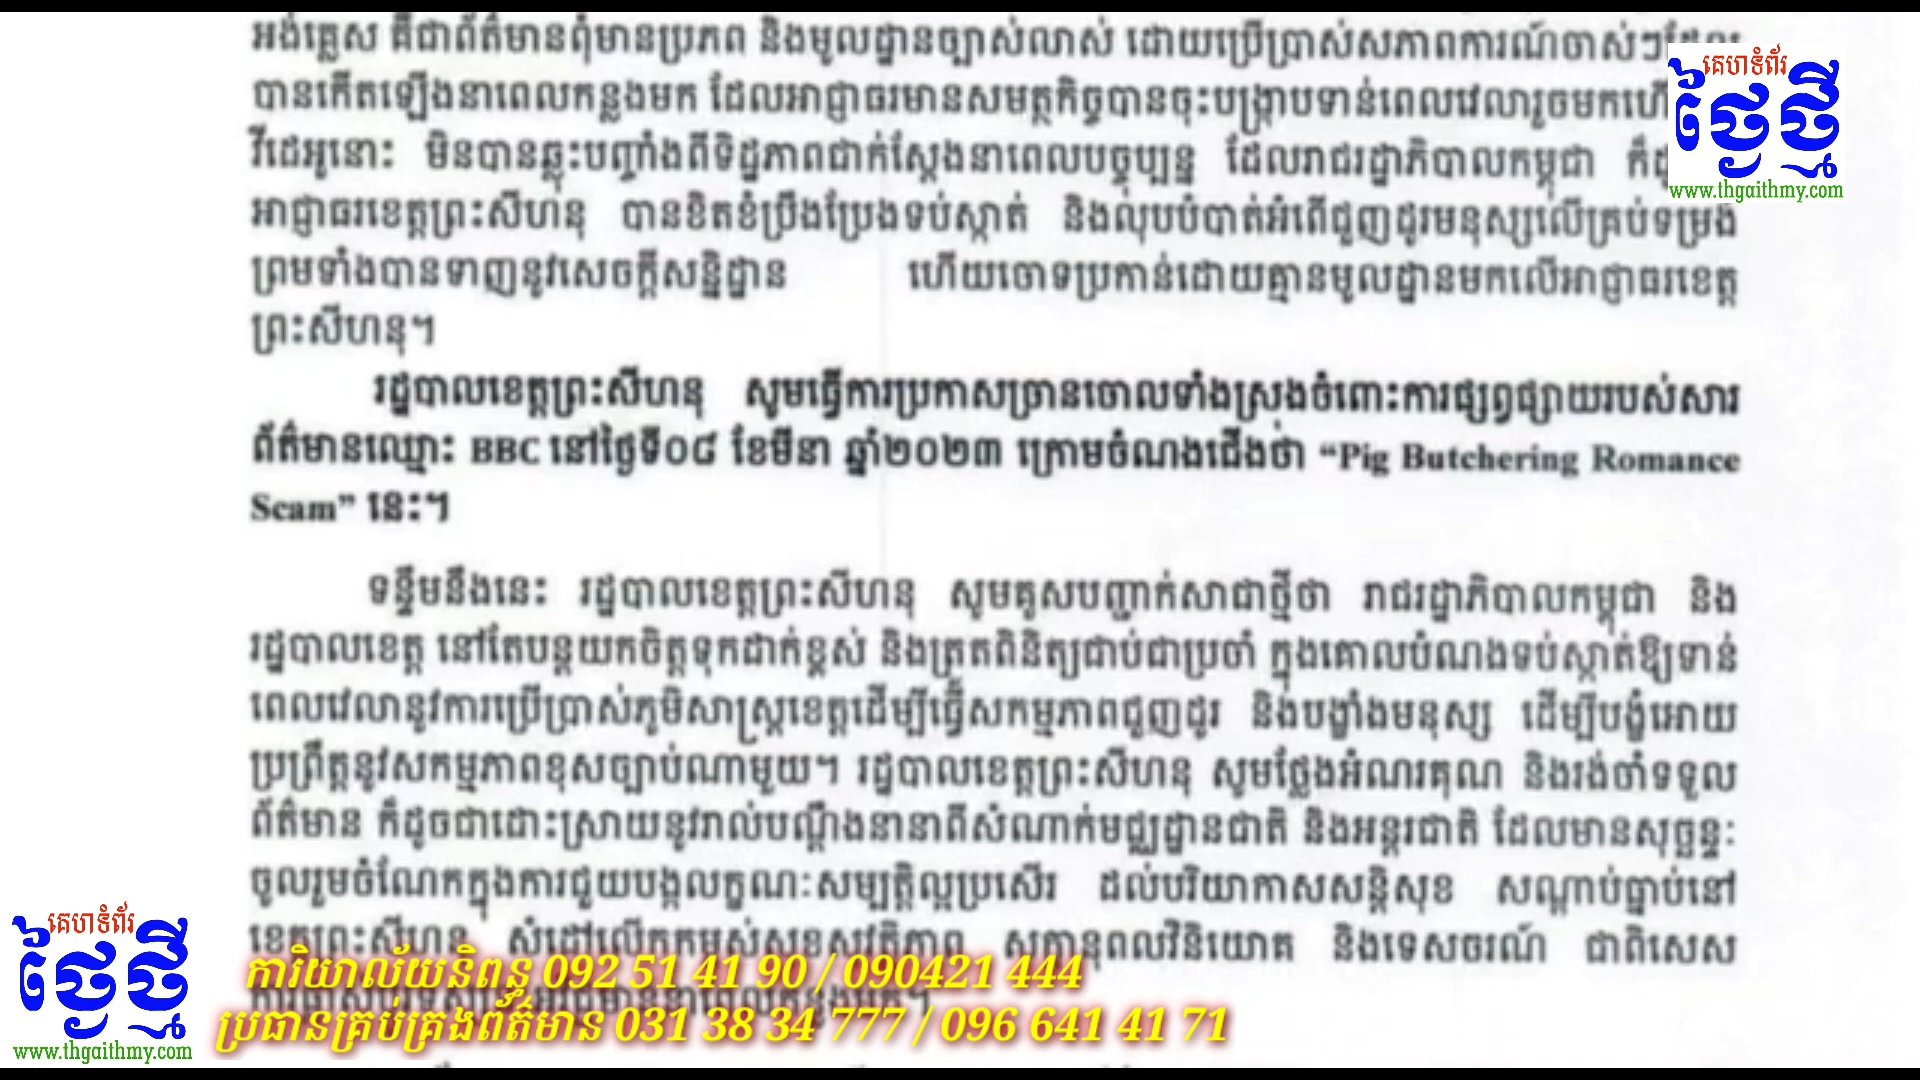 អង់គ្លេស គឺជាព័ត៌មានពុំមានប្រភព និងមូលដ្ឋានច្បាស់លាស់ ដោយប្រើប្រាស់សភាពការណ៍ចាស់ៗដែល
បានកើតឡើងនាពេលកន្លងមក ដែលអាជ្ញាធរមានសមត្ថកិច្ចបានចុះបង្ក្រាបទាន់ពេលវេលារួចមកហើ
វីដេអូនោះ មិនបានឆ្លុះបញ្ចាំងពីទិដ្ឋភាពជាក់ស្តែងនាពេលបច្ចុប្បន្ន ដែលរាជរដ្ឋាភិបាលកម្ពុជា ក៏ដូ
អាជ្ញាធរខេត្តព្រះសីហនុ បានខិតខំប្រឹងប្រែងទប់ស្កាត់ និងលុបបំបាត់អំពើជួញដូរមនុស្សលើគ្រប់ទម្រង់
ព្រមទាំងបានទាញនូវសេចក្តីសន្និដ្ឋាន ហើយចោទប្រកាន់ដោយគ្មានមូលដ្ឋានមកលើអាជ្ញាធរខេត្ត
ព្រះសីហនុ។
រដ្ឋបាលខេត្តព្រះសីហនុ សូមធ្វើការប្រកាសច្រានចោលទាំងស្រុងចំពោះការផ្សព្វផ្សាយរបស់សារ
ព័ត៌មានឈ្មោះ BBC នៅថ្ងៃទី០៨ ខែមីនា ឆ្នាំ២០២៣ ក្រោមចំណងជើងថា “Pig Butchering Romance
Scam” នេះ។
ទន្ទឹមនឹងនេះ រដ្ឋបាលខេត្តព្រះសីហនុ សូមគូសបញ្ជាក់សាជាថ្មីថា រាជរដ្ឋាភិបាលកម្ពុជា និង
រដ្ឋបាលខេត្ត នៅតែបន្តយកចិត្តទុកដាក់ខ្ពស់ និងត្រួតពិនិត្យជាប់ជាប្រចាំ ក្នុងគោលបំណងទប់ស្កាត់ឱ្យទាន់
ពេលវេលានូវការប្រើប្រាស់ភូមិសាស្ត្រខេត្តដើម្បីធ្វើសកម្មភាពជួញដូរ និងបង្ខាំងមនុស្ស ដើម្បីបង្ខំអោយ
ប្រព្រឹត្តនូវសកម្មភាពខុសច្បាប់ណាមួយ។ រដ្ឋបាលខេត្តព្រះសីហនុ សូមថ្លែងអំណរគុណ និងរង់ចាំទទួល
ព័ត៌មាន ក៏ដូចជាដោះស្រាយនូវរាល់បណ្តឹងនានាពីសំណាក់មជ្ឈដ្ឋានជាតិ និងអន្តរជាតិ ដែលមានសុច្ឆន្ទៈ
ចូលរួមចំណែកក្នុងការជួយបង្កលក្ខណៈសម្បត្តិល្អប្រសើរ ដល់បរិយាកាសសន្តិសុខ សណ្តាប់ធ្នាប់នៅ
ខេត្តព្រះសីហនុ សំដៅលើកកម្ពស់សុខសុវត្ថិភាព សក្តានុពលវិនិយោគ និងទេសចរណ៍ ជាពិសេស
គេហទំព័រ
ថ្ងៃថ្មី
www.thgaithmy.com
គេហទំព័រ
ថ្ងៃថ្មី
www.thgaithmy.com
ការិយាល័យនិពន្ធ 092 51 41 90 / 090421 444
ប្រធានគ្រប់គ្រងព័ត៌មាន 031 38 34 777 / 096 641 41 71